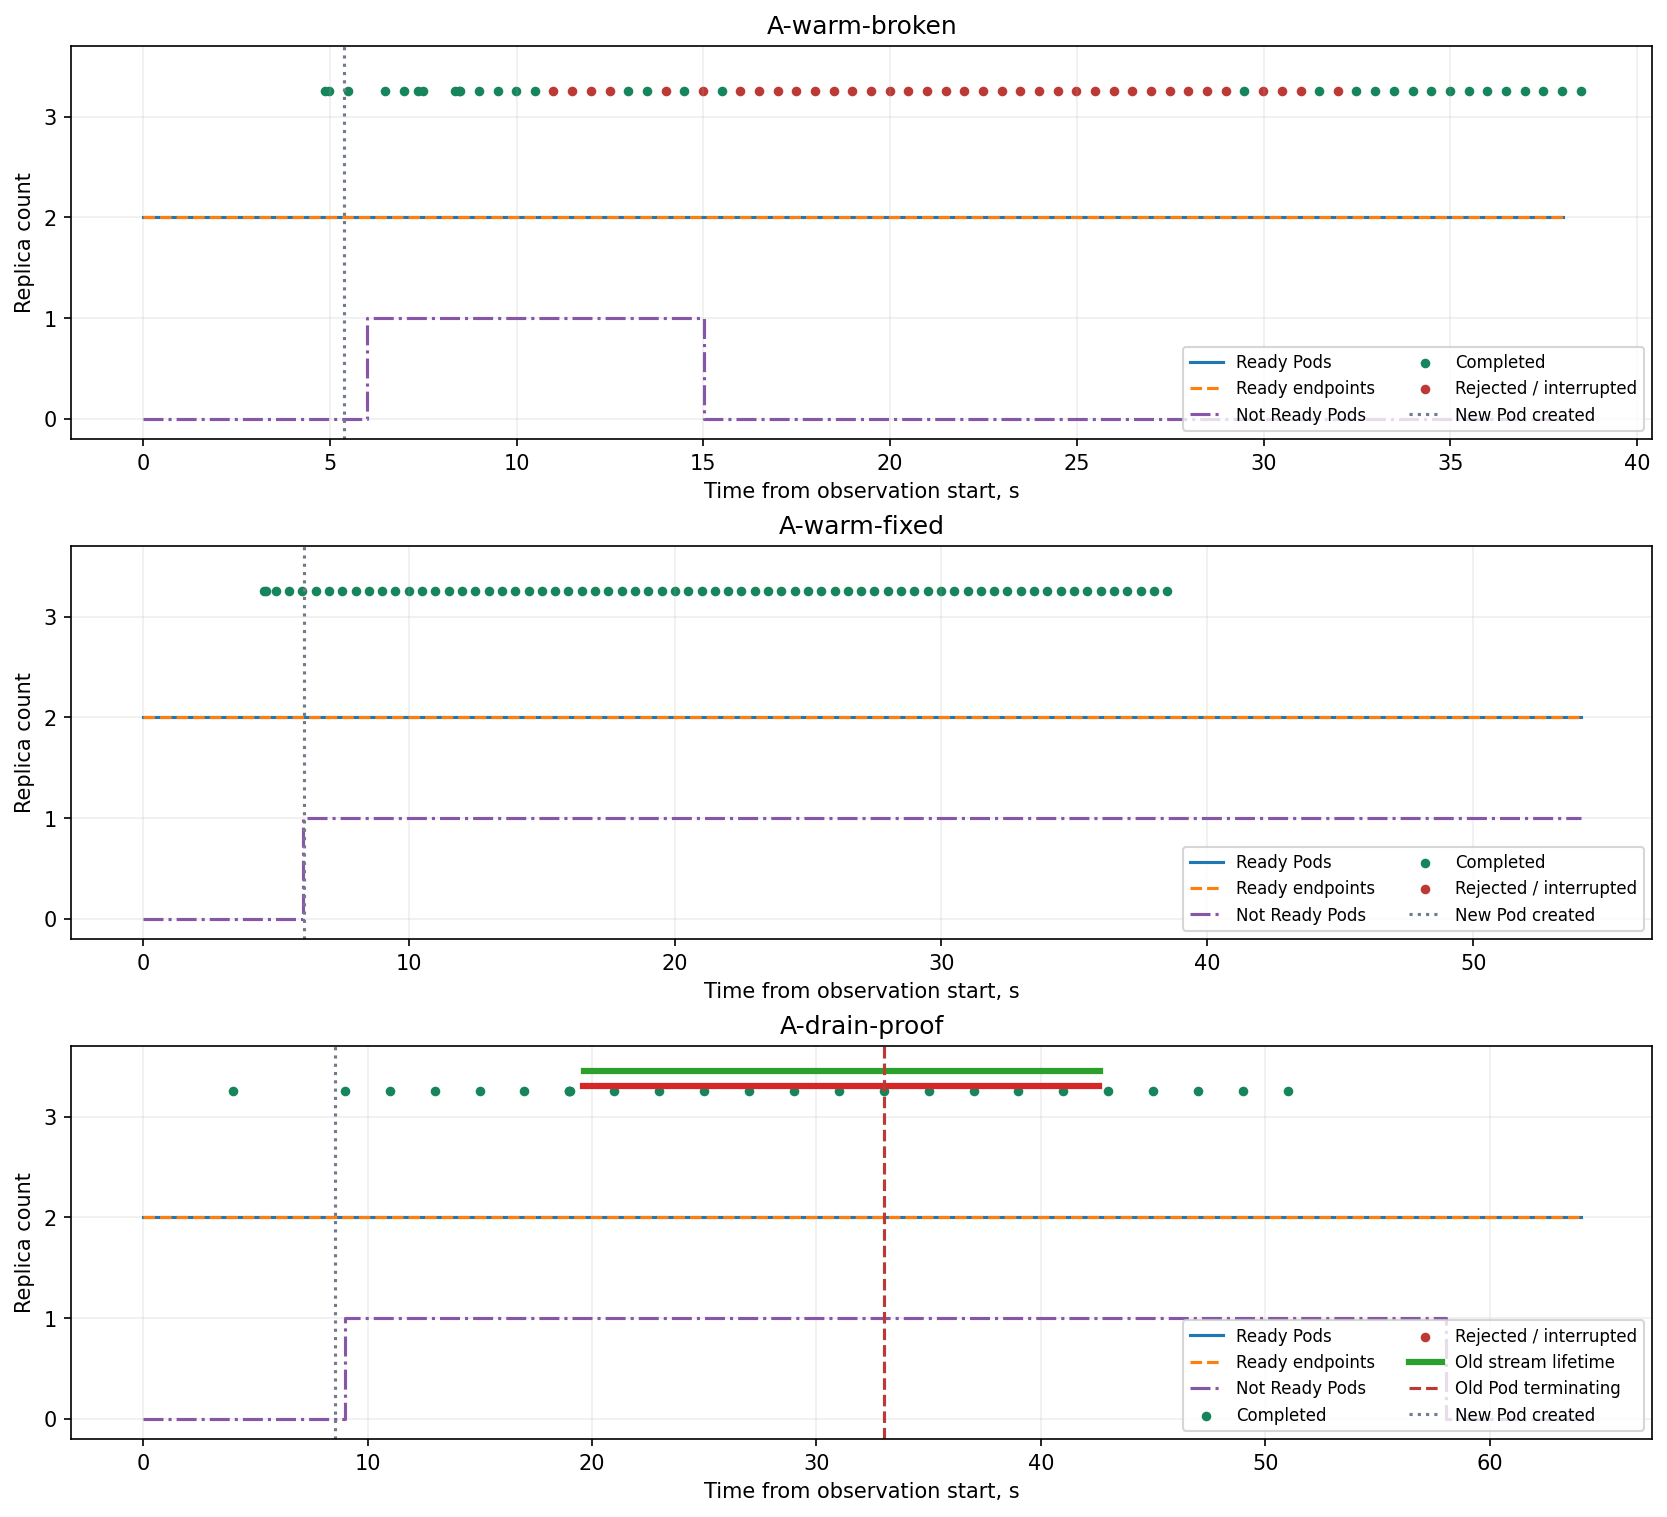 A-warm-broken
Replica count
3
2
1
0
Ready Pods
Ready endpoints
Not Ready Pods
Completed
Rejected / interrupted
New Pod created
0 5 10 15 20 25 30 35 40
Time from observation start, s
A-warm-fixed
Replica count
3
2
1
0
Ready Pods
Ready endpoints
Not Ready Pods
Completed
Rejected / interrupted
New Pod created
0 10 20 30 40 50
Time from observation start, s
A-drain-proof
Replica count
3
2
1
0
Ready Pods
Ready endpoints
Not Ready Pods
Completed
Rejected / interrupted
Old stream lifetime
Old Pod terminating
New Pod created
0 10 20 30 40 50 60
Time from observation start, s